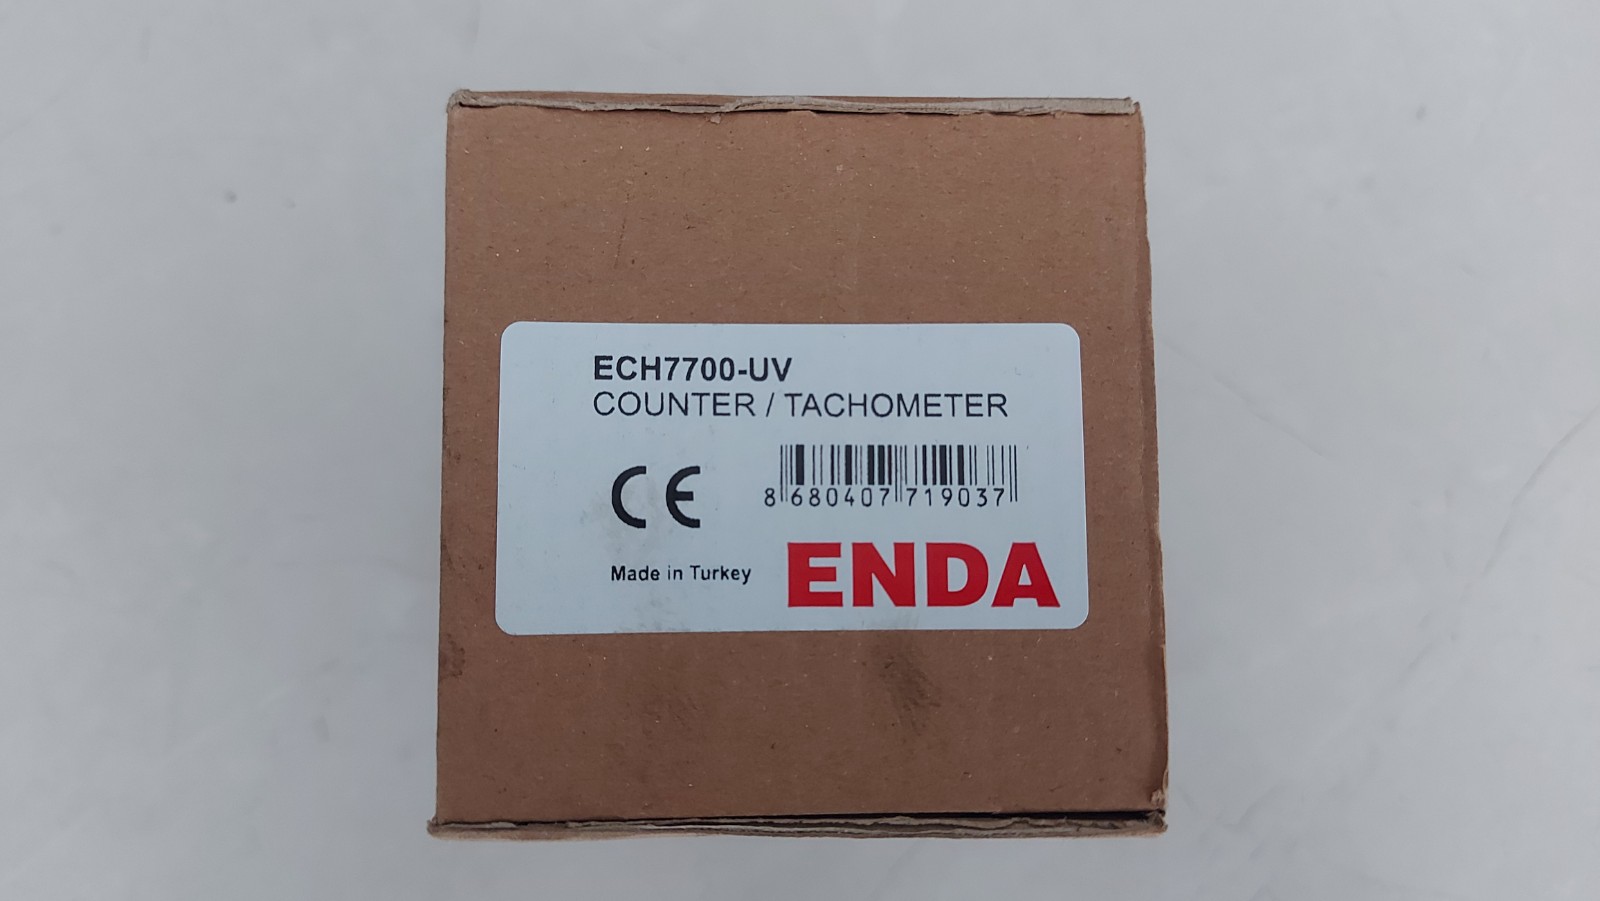 ECH7700-UV
COUNTER / TACHOMETER
CE
8 680407 719037
Made in Turkey
ENDA